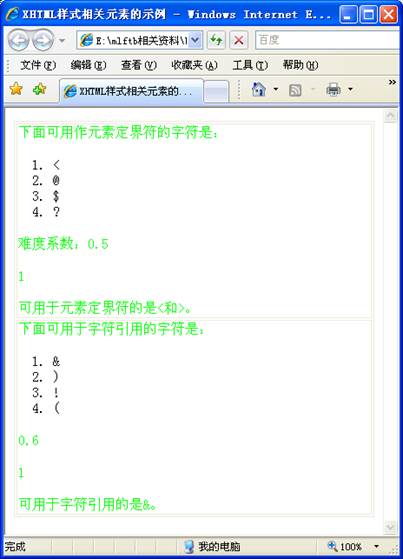 XHTML样式相关元素的示例 - Windows Internet E...
E:\mlftb相关资料\
百度
文件(F) 编辑(E) 查看(V) 收藏夹(A) 工具(T) 帮助(H)
XHTML样式相关元素的...
下面可用作元素定界符的字符是:
1. <
2. @
3. $
4. ?
难度系数: 0.5
1
可用于元素定界符的是<和>。
下面可用于字符引用的字符是:
1. &
2. )
3. !
4. (
0.6
1
可用于字符引用的是&。
完成 我的电脑 100%